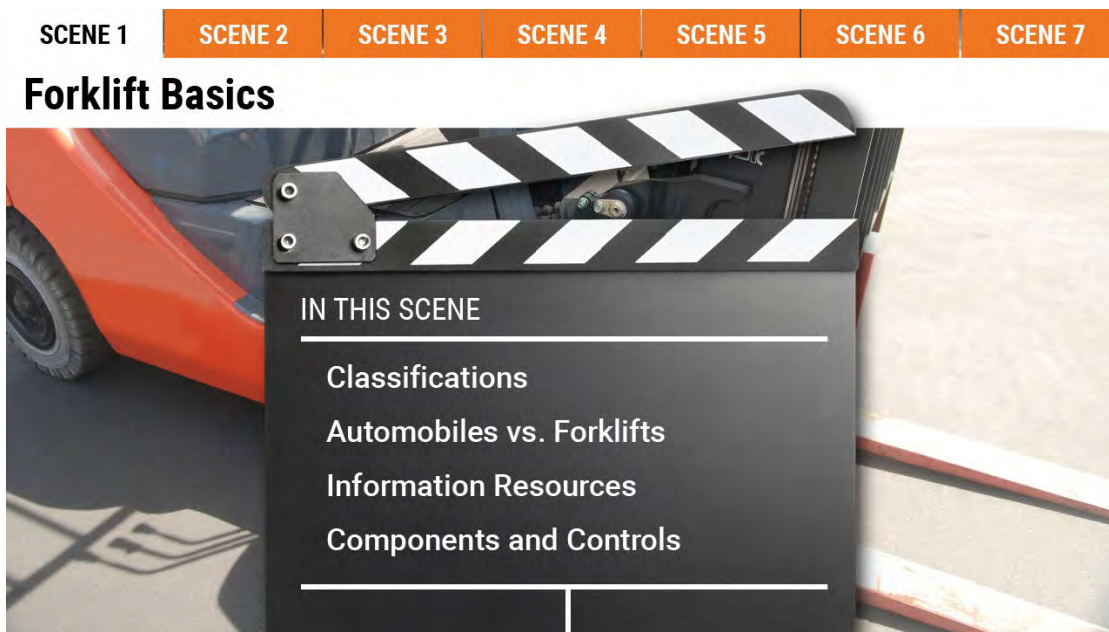 SCENE 1 SCENE 2 SCENE 3 SCENE 4 SCENE 5 SCENE 6 SCENE 7
Forklift Basics
IN THIS SCENE
Classifications
Automobiles vs. Forklifts
Information Resources
Components and Controls